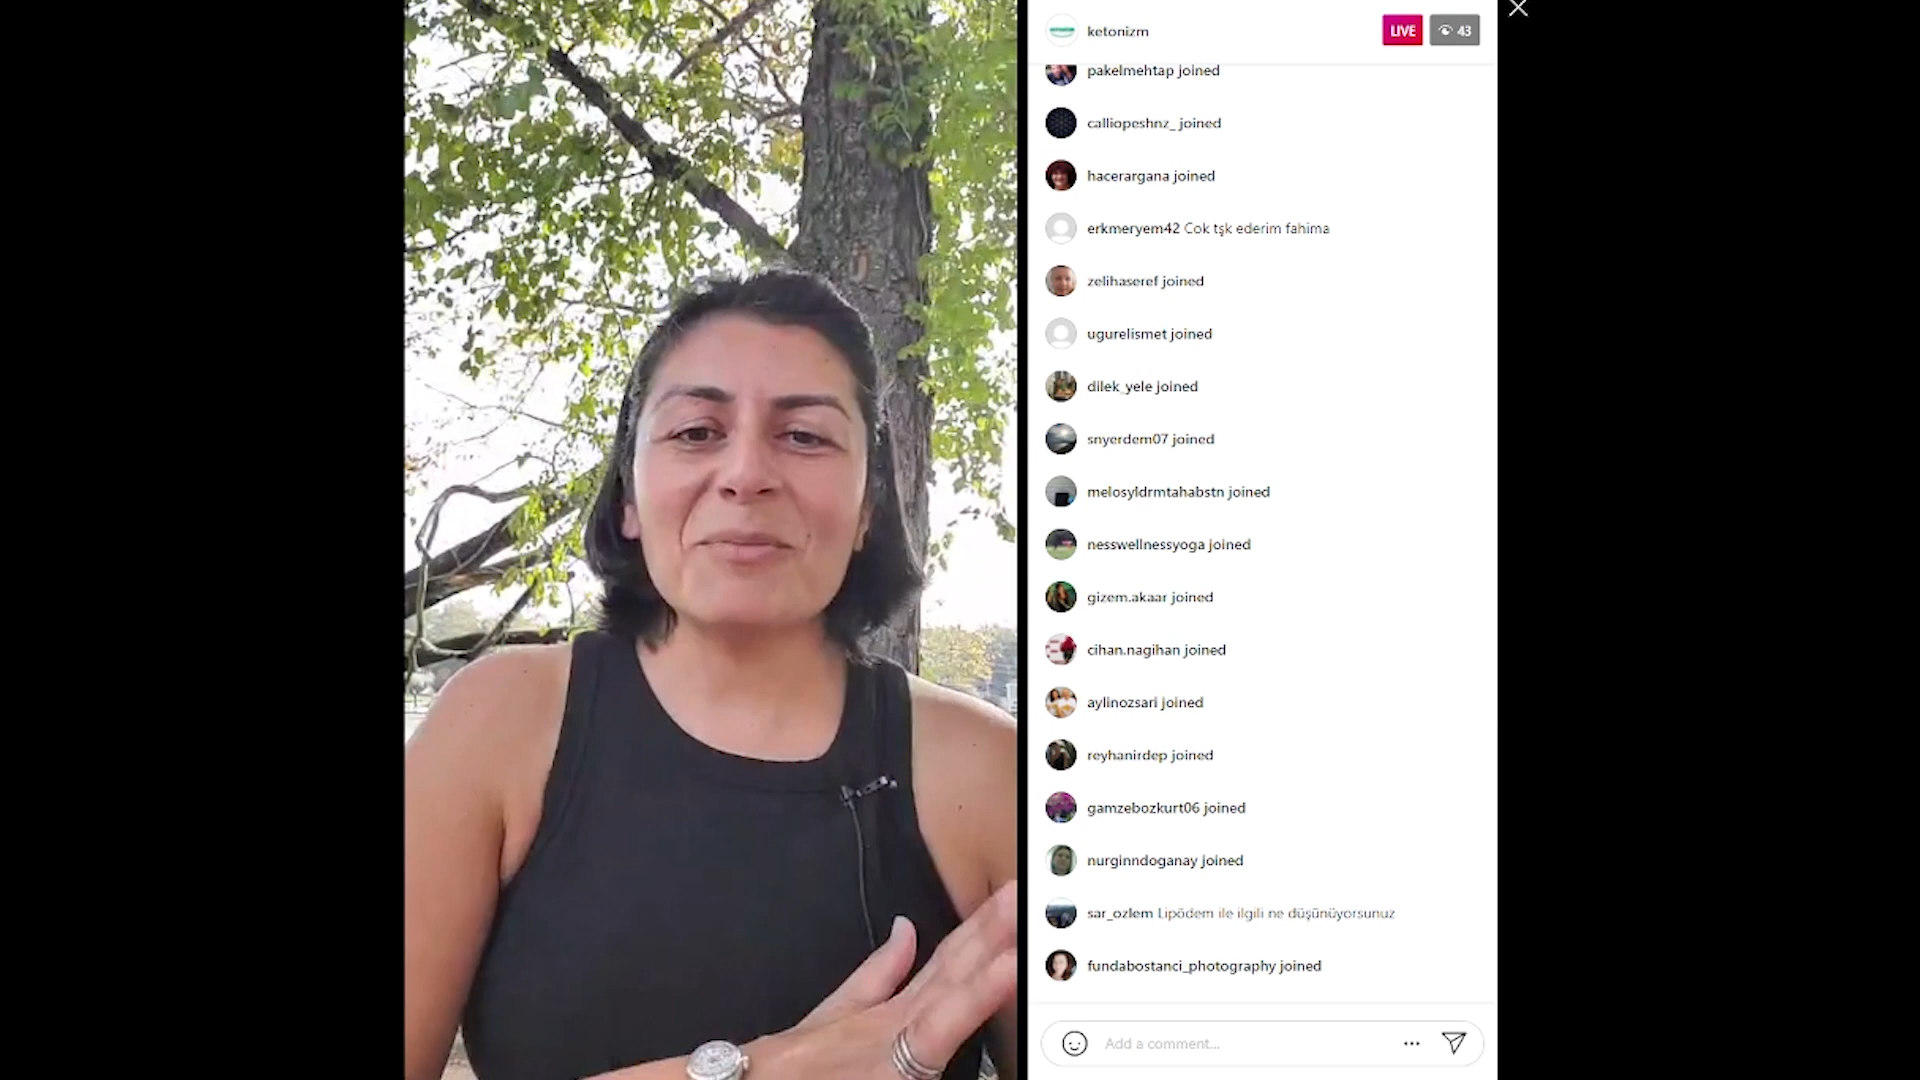 ketonizm
LIVE
43
pakelmehtap joined
calliopeshnz_ joined
hacerargana joined
erkmeryem42 Cok tşk ederim fahima
zelihaseref joined
ugurelismet joined
dilek_yele joined
snyerdem07 joined
melosyldrmtahabstn joined
nesswellnessyoga joined
gizem.akaar joined
cihan.nagihan joined
aylinozsari joined
reyhanirdep joined
gamzebozkurt06 joined
nurginndoganay joined
sar_ozlem Lipödem ile ilgili ne düşünüyorsunuz
fundabostanci_photography joined
Add a comment...